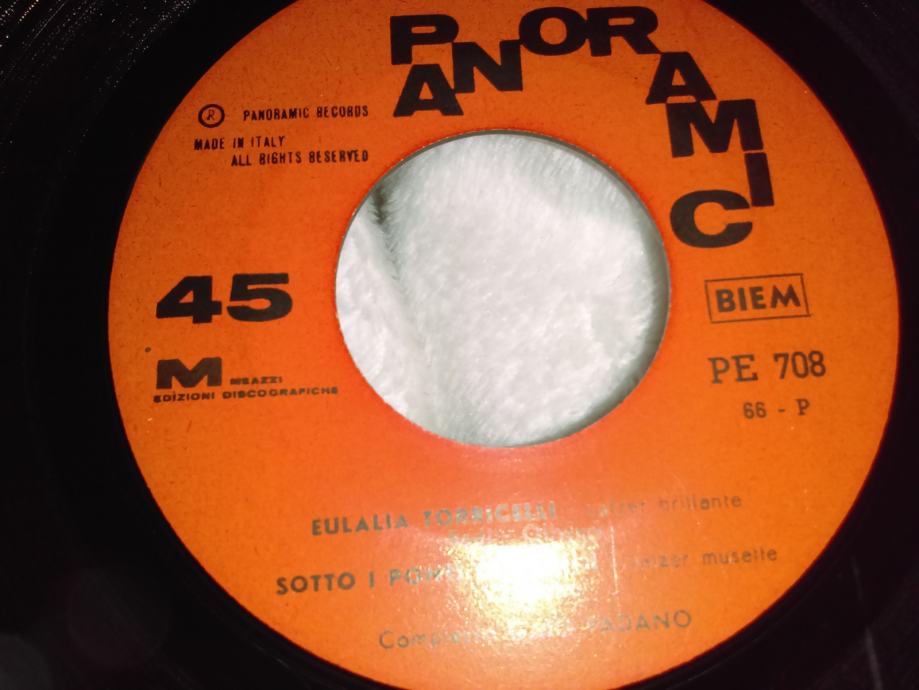 PANORAMIC
® PANORAMIC RECORDS
MADE IN ITALY
ALL RIGHTS RESERVED
45
BIEM
M MEAZZI
EDIZIONI DISCOGRAFICHE
PE 708
66 - P
EULALIA TORRICELLI valzer brillante
SOTTO I valzer musette
PADANO